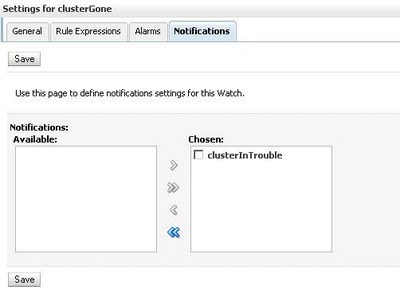 Settings for clusterGone
General Rule Expressions Alarms Notifications
Save
Use this page to define notifications settings for this Watch.
Notifications:
Available: Chosen:
clusterInTrouble
Save